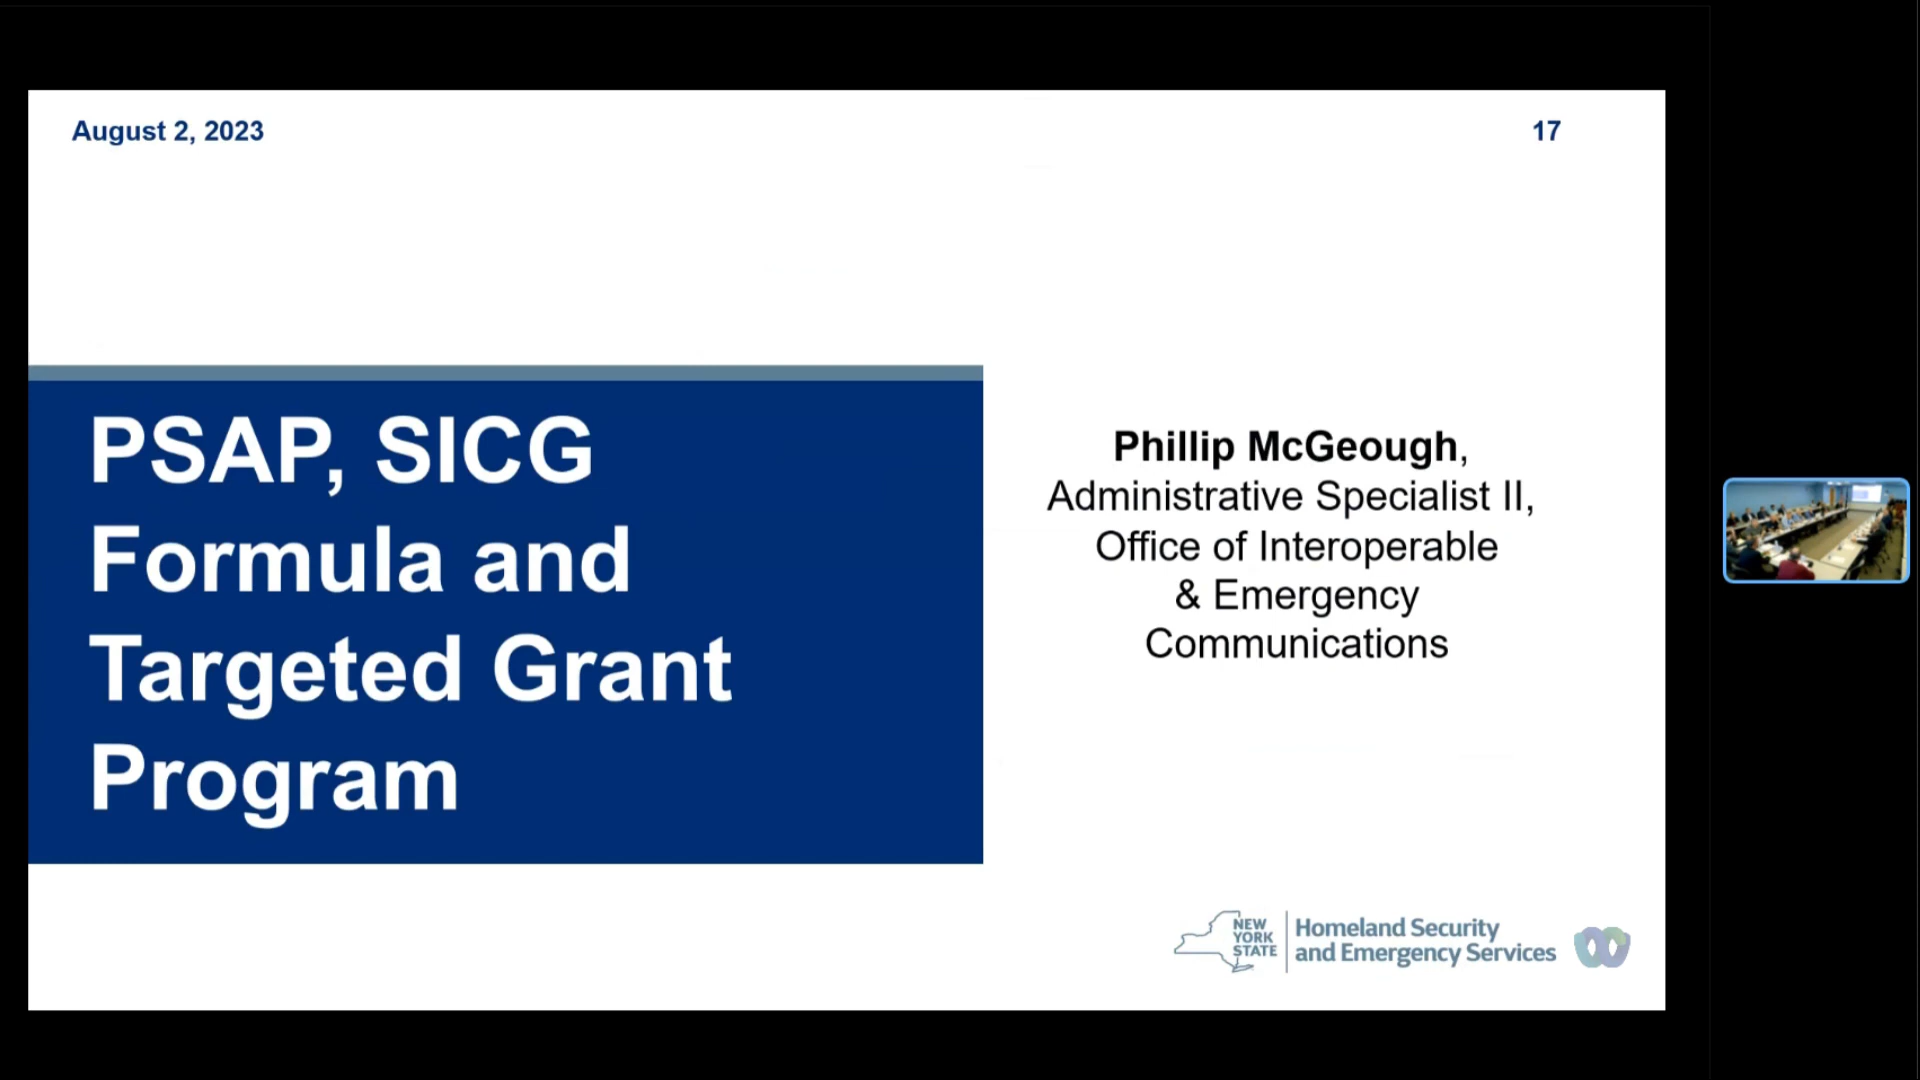 August 2, 2023
17
PSAP, SICG
Formula and
Targeted Grant
Program
Phillip McGeough,
Administrative Specialist II,
Office of Interoperable
& Emergency
Communications
NEW
YORK
STATE
Homeland Security
and Emergency Services